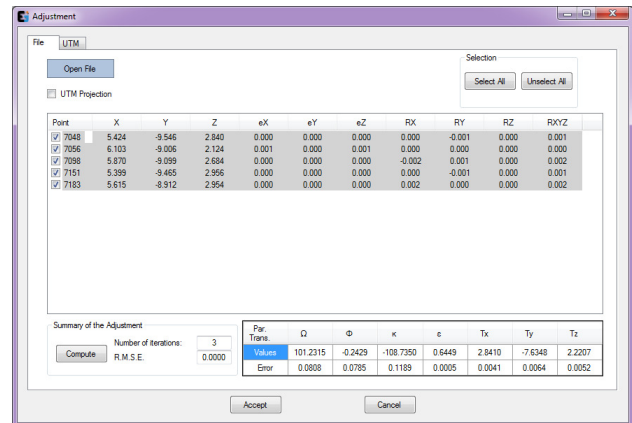 Adjustment
File UTM
Open File
Selection
Select All Unselect All
UTM Projection
Point X Y Z eX eY eZ RX RY RZ RXYZ
7048 5.424 -9.546 2.840 0.000 0.000 0.000 0.000 -0.001 0.000 0.001
7056 6.103 -9.006 2.124 0.001 0.000 0.001 0.000 0.000 0.000 0.000
7098 5.870 -9.099 2.684 0.000 0.000 0.000 -0.002 0.001 0.000 0.002
7151 5.399 -9.465 2.956 0.000 0.000 0.000 0.000 -0.001 0.000 0.001
7183 5.615 -8.912 2.954 0.000 0.000 0.000 0.002 0.000 0.000 0.002
Summary of the Adjustment
Compute
Number of iterations: 3
R.M.S.E. 0.0000
Par. Trans. Ω Φ κ ε Tx Ty Tz
Values 101.2315 -0.2429 -108.7350 0.6449 2.8410 -7.6348 2.2207
Error 0.0808 0.0785 0.1189 0.0005 0.0041 0.0064 0.0052
Accept Cancel